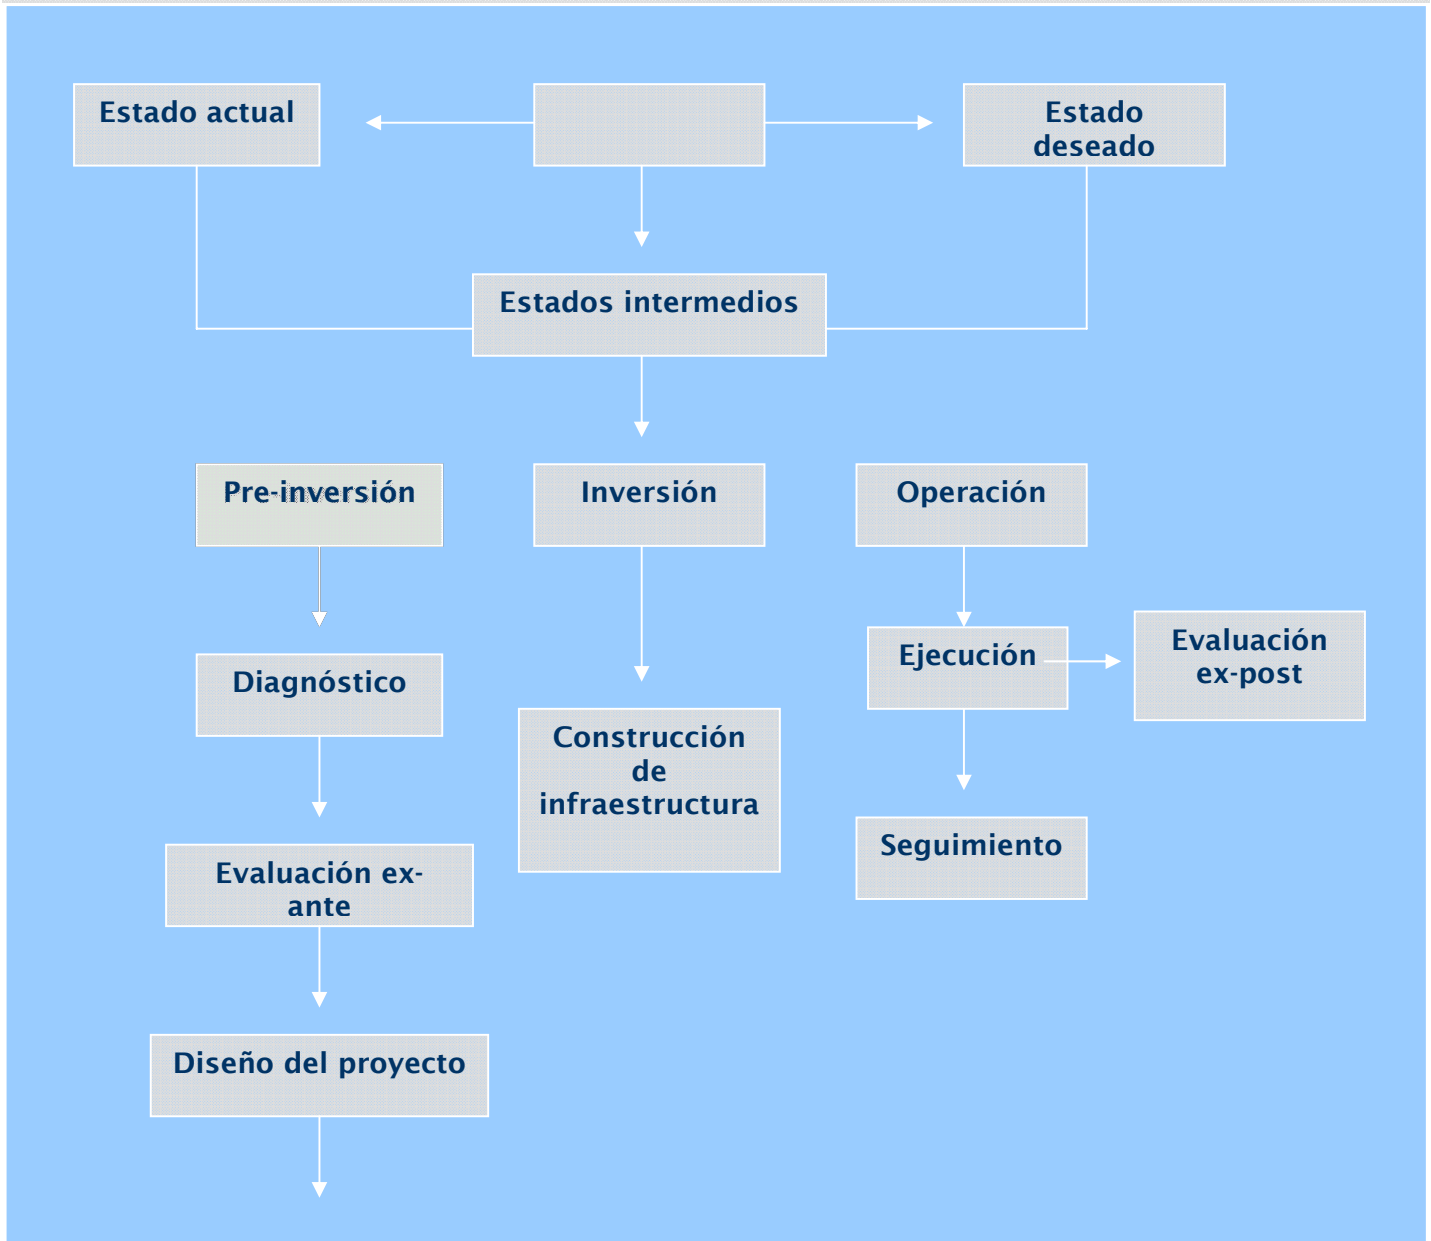 Estado actual
Estado
deseado
Estados intermedios
Pre-inversión
Inversión
Operación
Diagnóstico
Ejecución
Evaluación
ex-post
Construcción
de
infraestructura
Evaluación ex-
ante
Seguimiento
Diseño del proyecto